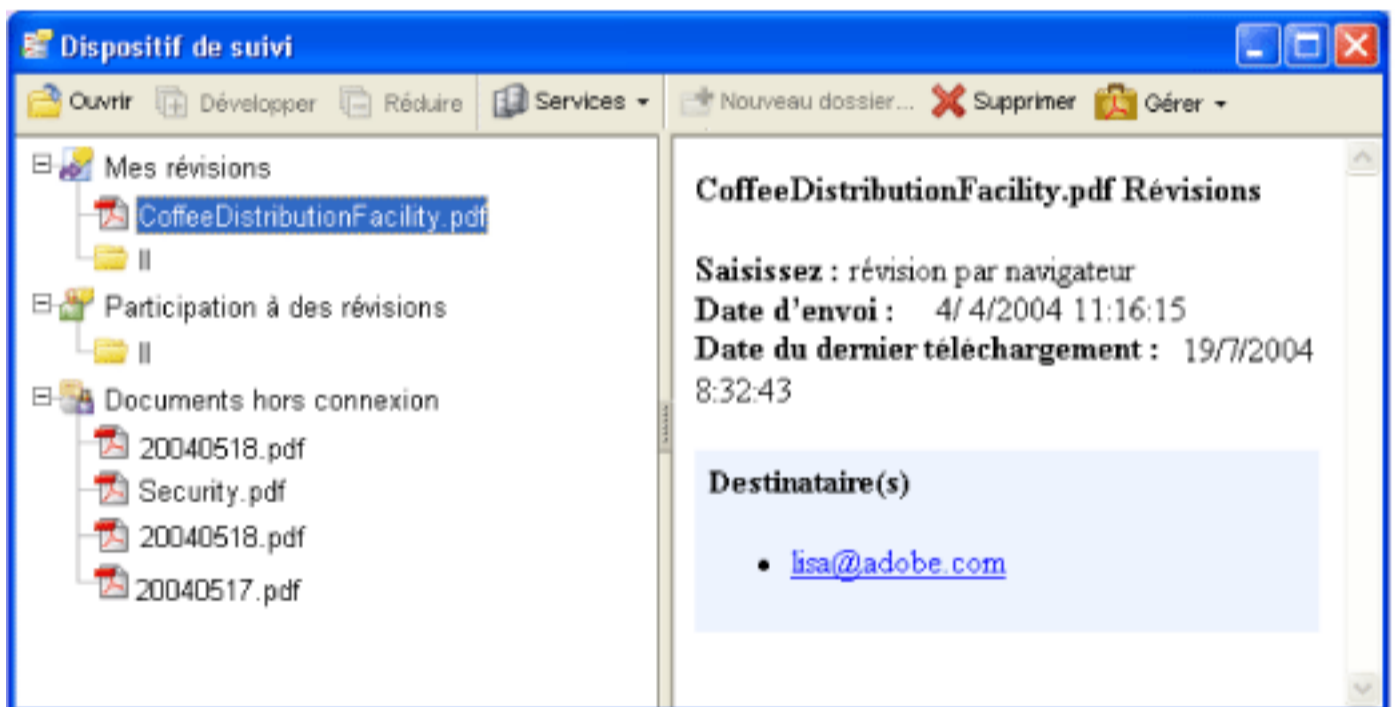 Dispositif de suivi
Ouvrir Développer Réduire Services Nouveau dossier... Supprimer Gérer
Mes révisions
CoffeeDistributionFacility.pdf
II
Participation à des révisions
II
Documents hors connexion
20040518.pdf
Security.pdf
20040518.pdf
20040517.pdf
CoffeeDistributionFacility.pdf Révisions
Saisissez : révision par navigateur
Date d'envoi : 4/ 4/2004 11:16:15
Date du dernier téléchargement : 19/7/2004
8:32:43
Destinataire(s)
• lisa@adobe.com